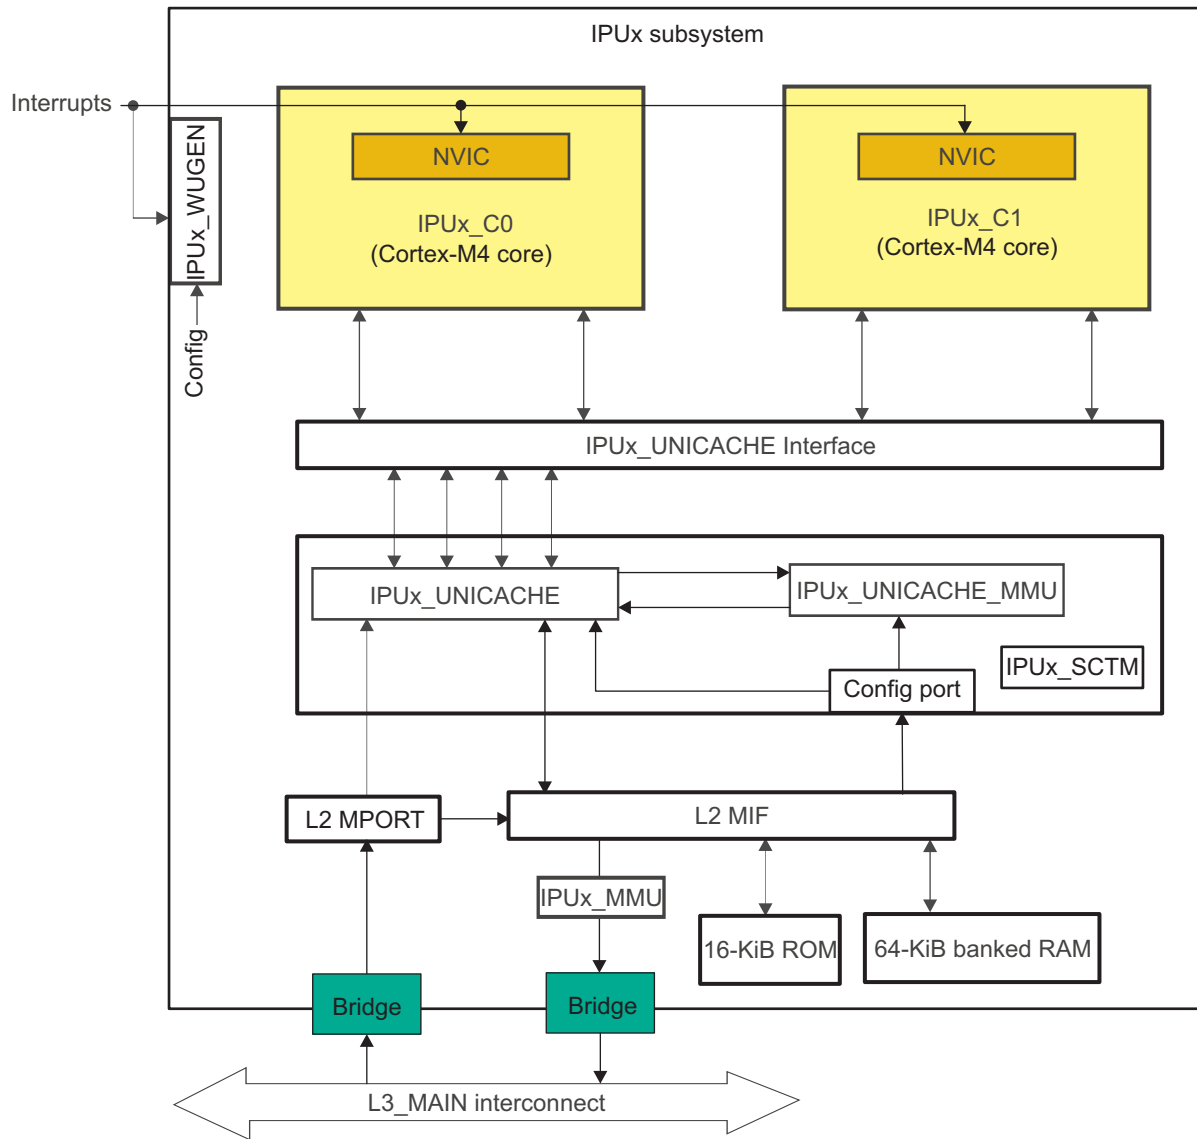 IPUx subsystem
Interrupts
NVIC
NVIC
IPUx_WUGEN
IPUx_C0
(Cortex-M4 core)
IPUx_C1
(Cortex-M4 core)
Config
IPUx_UNICACHE Interface
IPUx_UNICACHE
IPUx_UNICACHE_MMU
IPUx_SCTM
Config port
L2 MPORT
L2 MIF
IPUx_MMU
16-KiB ROM
64-KiB banked RAM
Bridge
Bridge
L3_MAIN interconnect